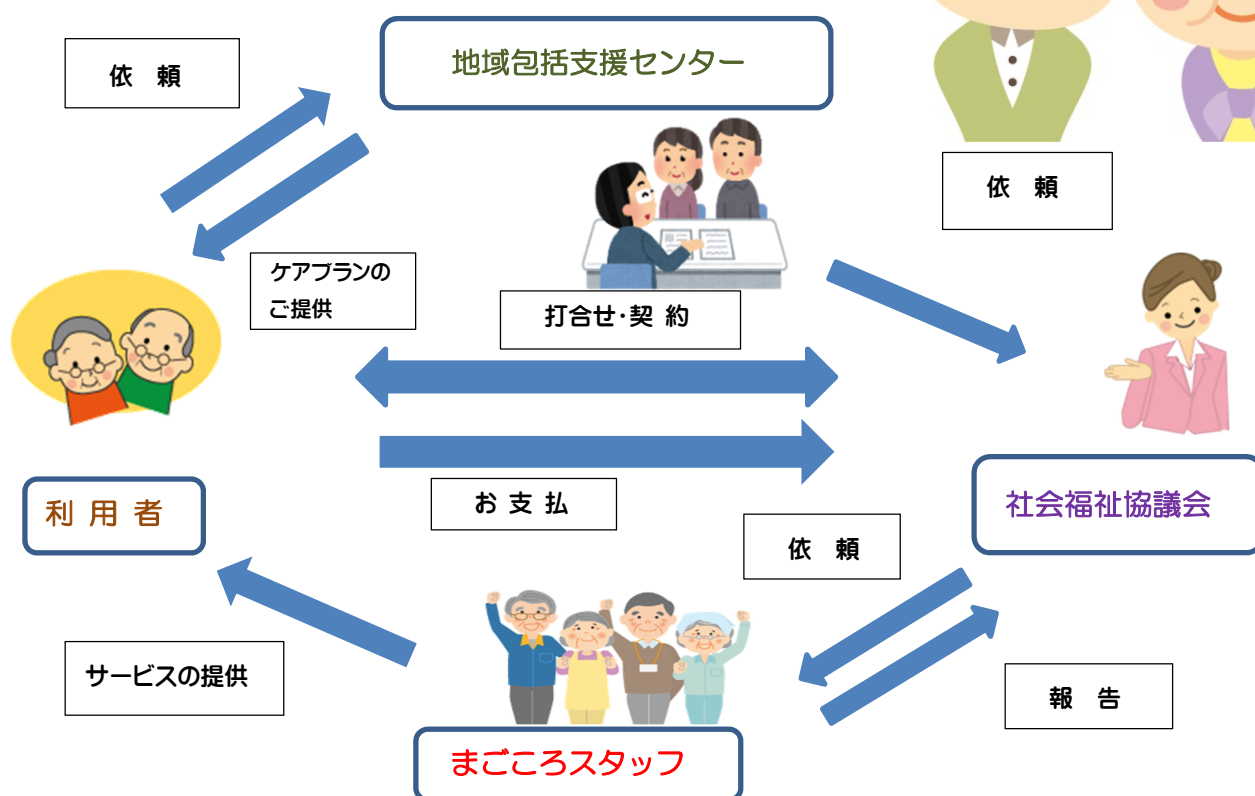 依　頼
地域包括支援センター
依　頼
ケアプランの
ご提供
打合せ・契 約
お 支 払
利 用 者
社会福祉協議会
依　頼
サービスの提供
報　告
まごころスタッフ